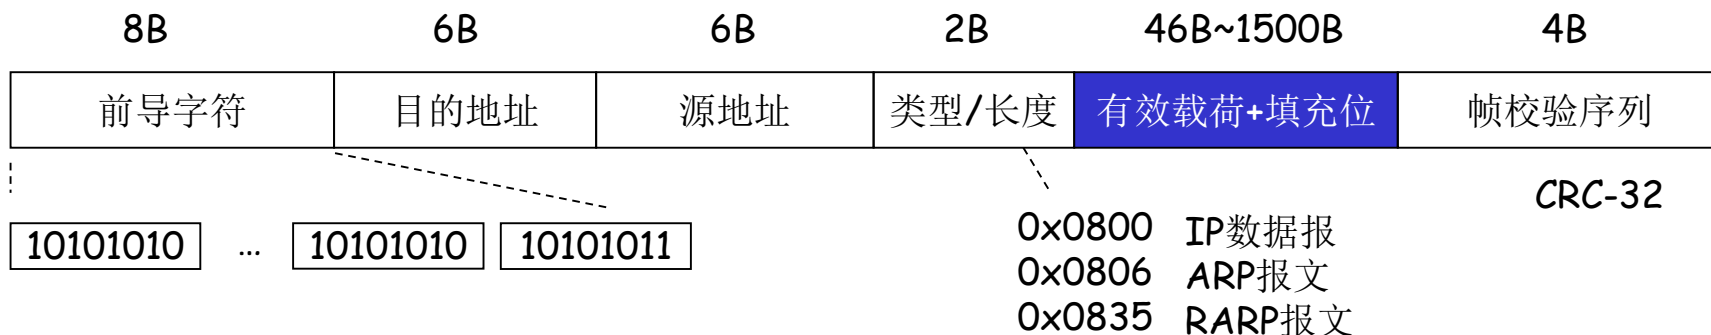 8B 6B 6B 2B 46B~1500B 4B
前导字符 目的地址 源地址 类型/长度 有效载荷+填充位 帧校验序列
CRC-32
10101010 … 10101010 10101011
0x0800 IP数据报
0x0806 ARP报文
0x0835 RARP报文